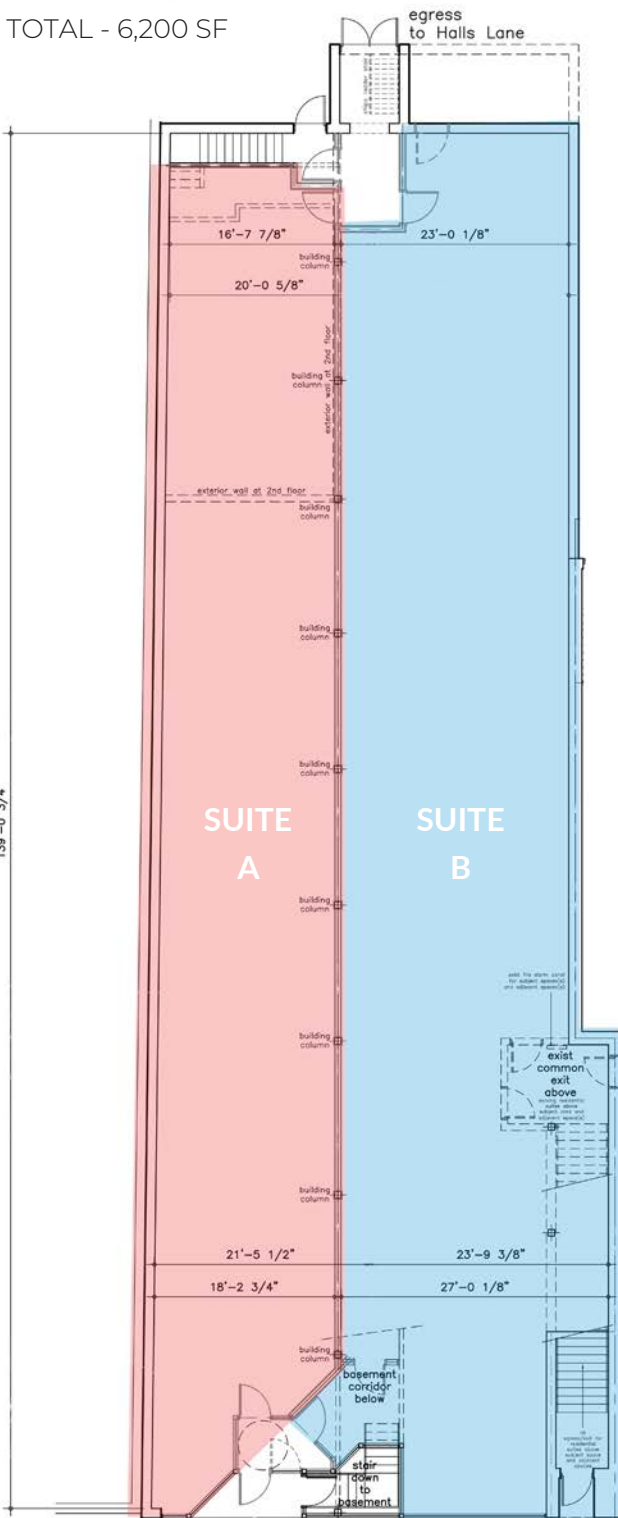 TOTAL - 6,200 SF
egress
to Halls Lane
16'-7 7/8"
23'-0 1/8"
building
column
20'-0 5/8"
exterior wall at 2nd floor
building
column
exterior wall at 2nd floor
building
column
building
column
building
column
SUITE
A
SUITE
B
building
column
building
column
exist
common
exit
above
building
column
21'-5 1/2"
23'-9 3/8"
18'-2 3/4"
27'-0 1/8"
building
column
basement
corridor
below
stair
down
to
basement